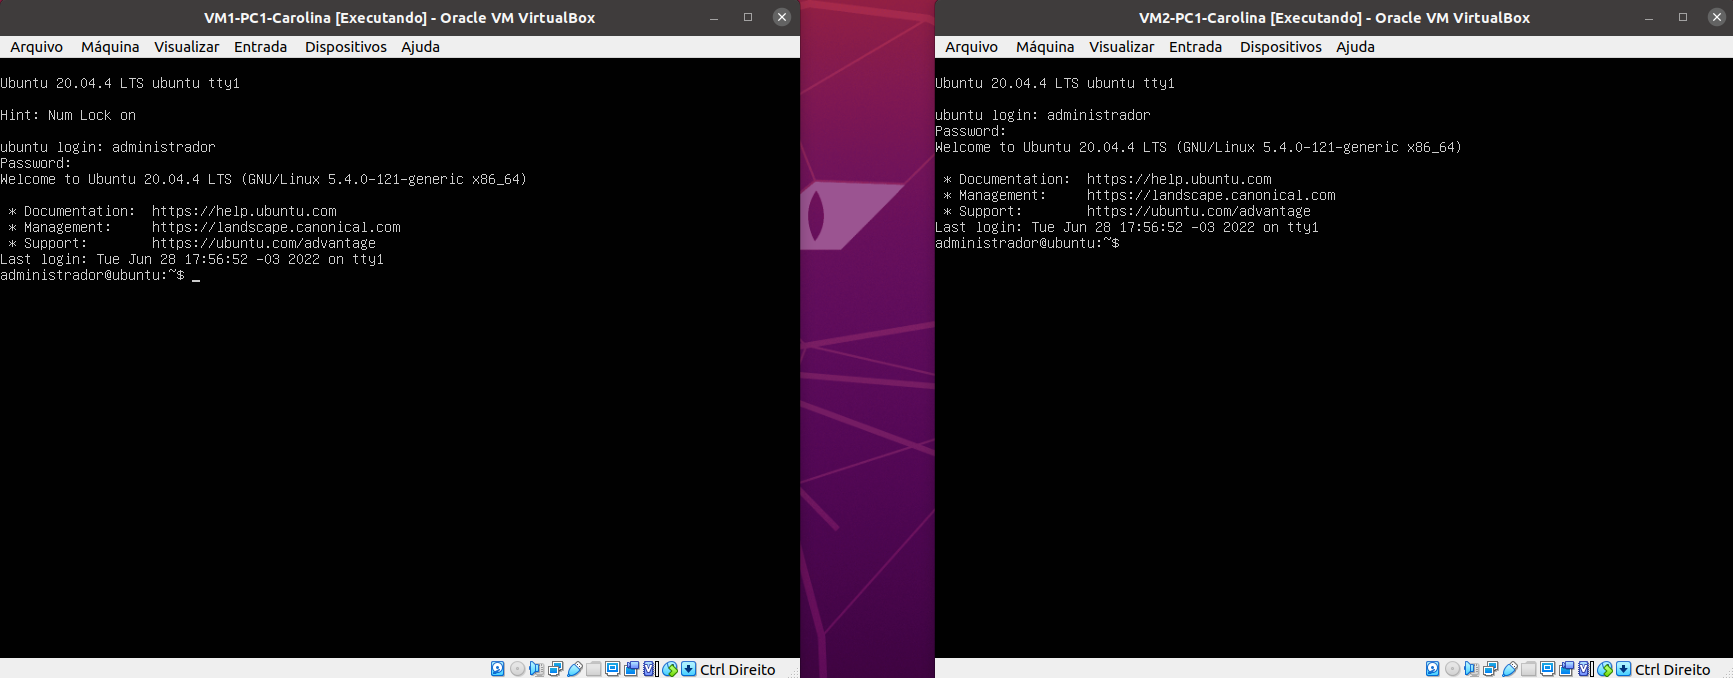 VM1-PC1-Carolina [Executando] - Oracle VM VirtualBox
Arquivo Máquina Visualizar Entrada Dispositivos Ajuda
Ubuntu 20.04.4 LTS ubuntu tty1
Hint: Num Lock on
ubuntu login: administrador
Password:
Welcome to Ubuntu 20.04.4 LTS (GNU/Linux 5.4.0-121-generic x86_64)
* Documentation:  https://help.ubuntu.com
* Management:     https://landscape.canonical.com
* Support:        https://ubuntu.com/advantage
Last login: Tue Jun 28 17:56:52 -03 2022 on tty1
administrador@ubuntu:~$ _
Ctrl Direito
VM2-PC1-Carolina [Executando] - Oracle VM VirtualBox
Arquivo Máquina Visualizar Entrada Dispositivos Ajuda
Ubuntu 20.04.4 LTS ubuntu tty1
ubuntu login: administrador
Password:
Welcome to Ubuntu 20.04.4 LTS (GNU/Linux 5.4.0-121-generic x86_64)
* Documentation:  https://help.ubuntu.com
* Management:     https://landscape.canonical.com
* Support:        https://ubuntu.com/advantage
Last login: Tue Jun 28 17:56:52 -03 2022 on tty1
administrador@ubuntu:~$
Ctrl Direito